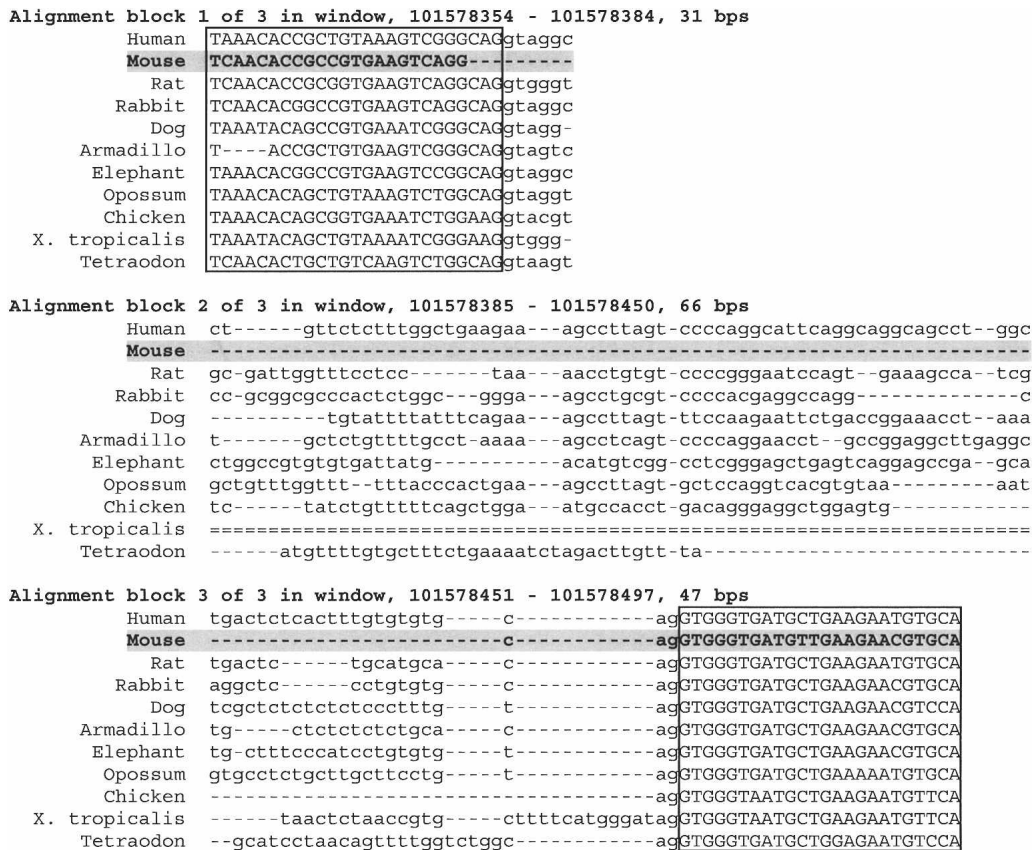 Alignment block 1 of 3 in window, 101578354 - 101578384, 31 bps
Human TAAACACCGCTGTAAAGTCGGGCAGgtaggc
Mouse TCAACACCGCCGTGAAGTCAGG---------
Rat TCAACACCGCGGTGAAGTCAGGCAGgtgggt
Rabbit TCAACACGGCCGTGAAGTCAGGCAGgtaggc
Dog TAAATACAGCCGTGAAATCGGGCAGgtagg-
Armadillo T----ACCGCTGTGAAGTCGGGCAGgtagtc
Elephant TAAACACGGCCGTGAAGTCCGGCAGgtaggc
Opossum TAAACACAGCTGTAAAGTCTGGCAGgtaggt
Chicken TAAACACAGCGGTGAAATCTGGAAGgtacgt
X. tropicalis TAAATACAGCTGTAAAATCGGGAAGgtggg-
Tetraodon TCAACACTGCTGTCAAGTCTGGCAGgtaagt
Alignment block 2 of 3 in window, 101578385 - 101578450, 66 bps
Human ct------gttctctttggctgaagaa---agccttagt-ccccaggcattcaggcaggcagcct--ggc
Mouse ----------------------------------------------------------------------
Rat gc-gattggtttcctcc-------taa---aacctgtgt-ccccgggaatccagt--gaaagcca--tcg
Rabbit cc-gcggcgcccactctggc---ggga---agcctgcgt-ccccacgaggccagg--------------c
Dog ----------tgtattttatttcagaa---agccttagt-ttccaagaattctgaccggaaacct--aaa
Armadillo t------gctctgttttgcct-aaaa---agcctcagt-ccccaggaacct--gccggaggcttgaggc
Elephant ctggccgtgtgtgattatg-----------acatgtcgg-cctcgggagctgagtcaggagccga--gca
Opossum gctgtttggttt--tttacccactgaa---agccttagt-gctccaggtcacgtgtaa---------aat
Chicken tc------tatctgtttttcagctgga---atgccacct-gacagggaggctggagtg------------
X. tropicalis ======================================================================
Tetraodon ------atgttttgtgctttctgaaaatctagacttgtt-ta----------------------------
Alignment block 3 of 3 in window, 101578451 - 101578497, 47 bps
Human tgactctcactttgtgtgtg-----c------------agGTGGGTGATGCTGAAGAATGTGCA
Mouse -------------------------c------------agGTGGGTGATGTTGAAGAACGTGCA
Rat tgactc------tgcatgca-----c------------agGTGGGTGATGCTGAAGAATGTGCA
Rabbit aggctc------cctgtgtg-----c------------agGTGGGTGATGCTGAAGAACGTGCA
Dog tcgctctctctctccctttg-----t------------agGTGGGTGATGCTGAAGAACGTCCA
Armadillo tg-----ctctctctctgca-----c------------agGTGGGTGATGCTGAAGAACGTGCA
Elephant tg-ctttcccatcctgtgtg-----t------------agGTGGGTGATGCTGAAGAACGTGCA
Opossum gtgcctctgcttgcttcctg-----t------------agGTGGGTGATGCTGAAAAATGTGCA
Chicken --------------------------------------agGTGGGTAATGCTGAAGAATGTTCA
X. tropicalis ------taactctaaccgtg-----cttttcatgggatagGTGGGTAATGCTGAAGAATGTTCA
Tetraodon --gcatcctaacagttttggtctggc------------agGTGGGTGATGCTGGAGAATGTCCA